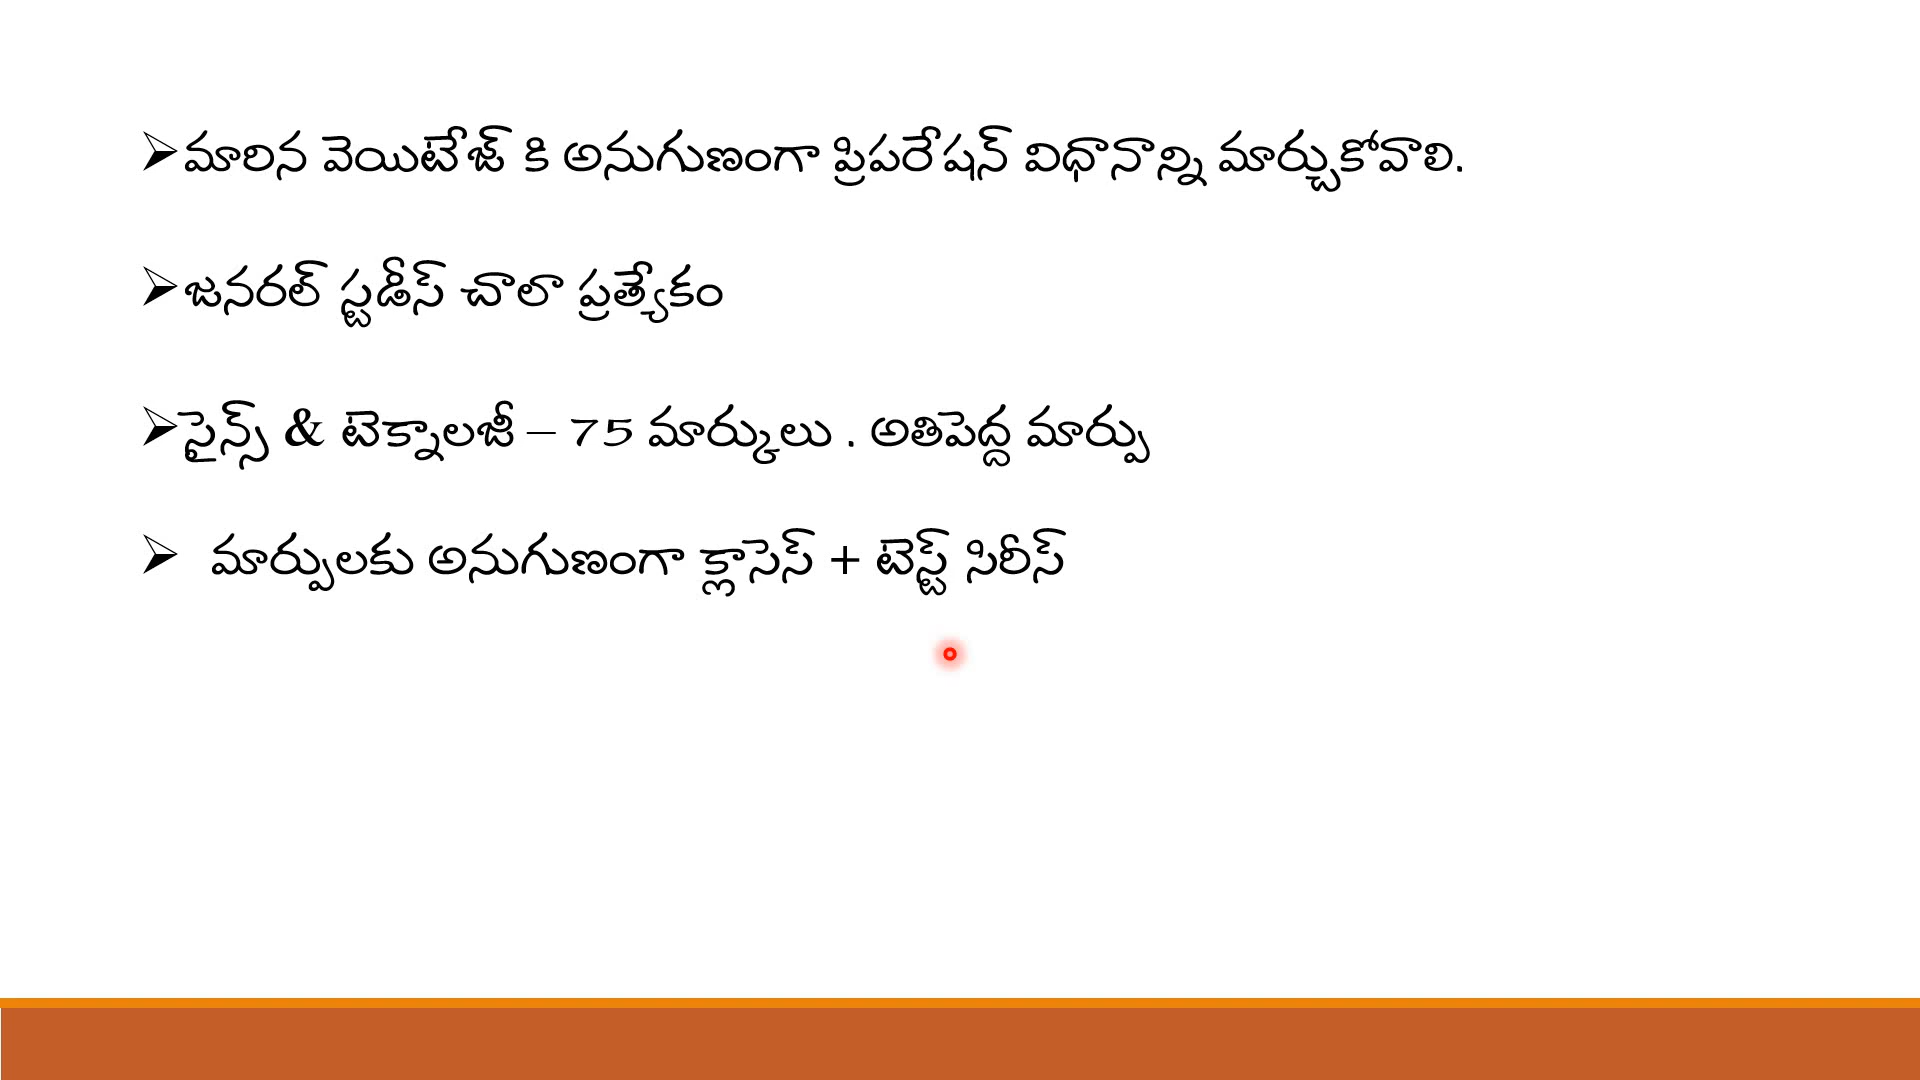 ➢మారిన వెయిటేజ్ కి అనుగుణంగా ప్రిపరేషన్ విధానాన్ని మార్చుకోవాలి.
➢జనరల్ స్టడీస్ చాలా ప్రత్యేకం
➢సైన్స్ & టెక్నాలజీ – 75 మార్కులు . అతిపెద్ద మార్పు
➢ మార్పులకు అనుగుణంగా క్లాసెస్ + టెస్ట్ సిరీస్